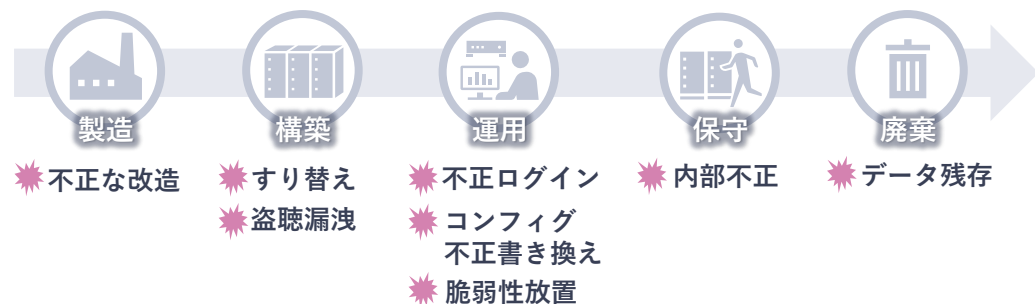 製造
構築
運用
保守
廃棄
不正な改造
すり替え
盗聴漏洩
不正ログイン
コンフィグ
不正書き換え
脆弱性放置
内部不正
データ残存